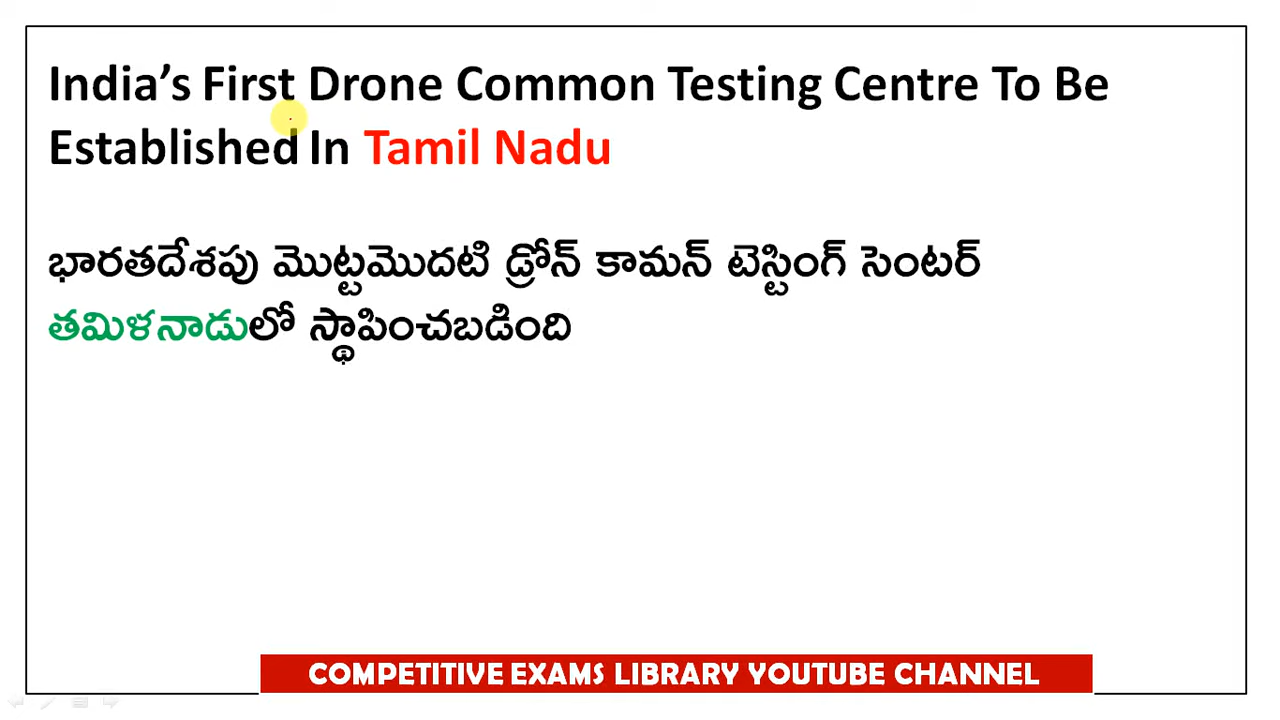 India’s First Drone Common Testing Centre To Be
Established In Tamil Nadu
భారతదేశపు మొట్టమొదటి డ్రోన్ కామన్ టెస్టింగ్ సెంటర్
తమిళనాడులో స్థాపించబడింది
COMPETITIVE EXAMS LIBRARY YOUTUBE CHANNEL